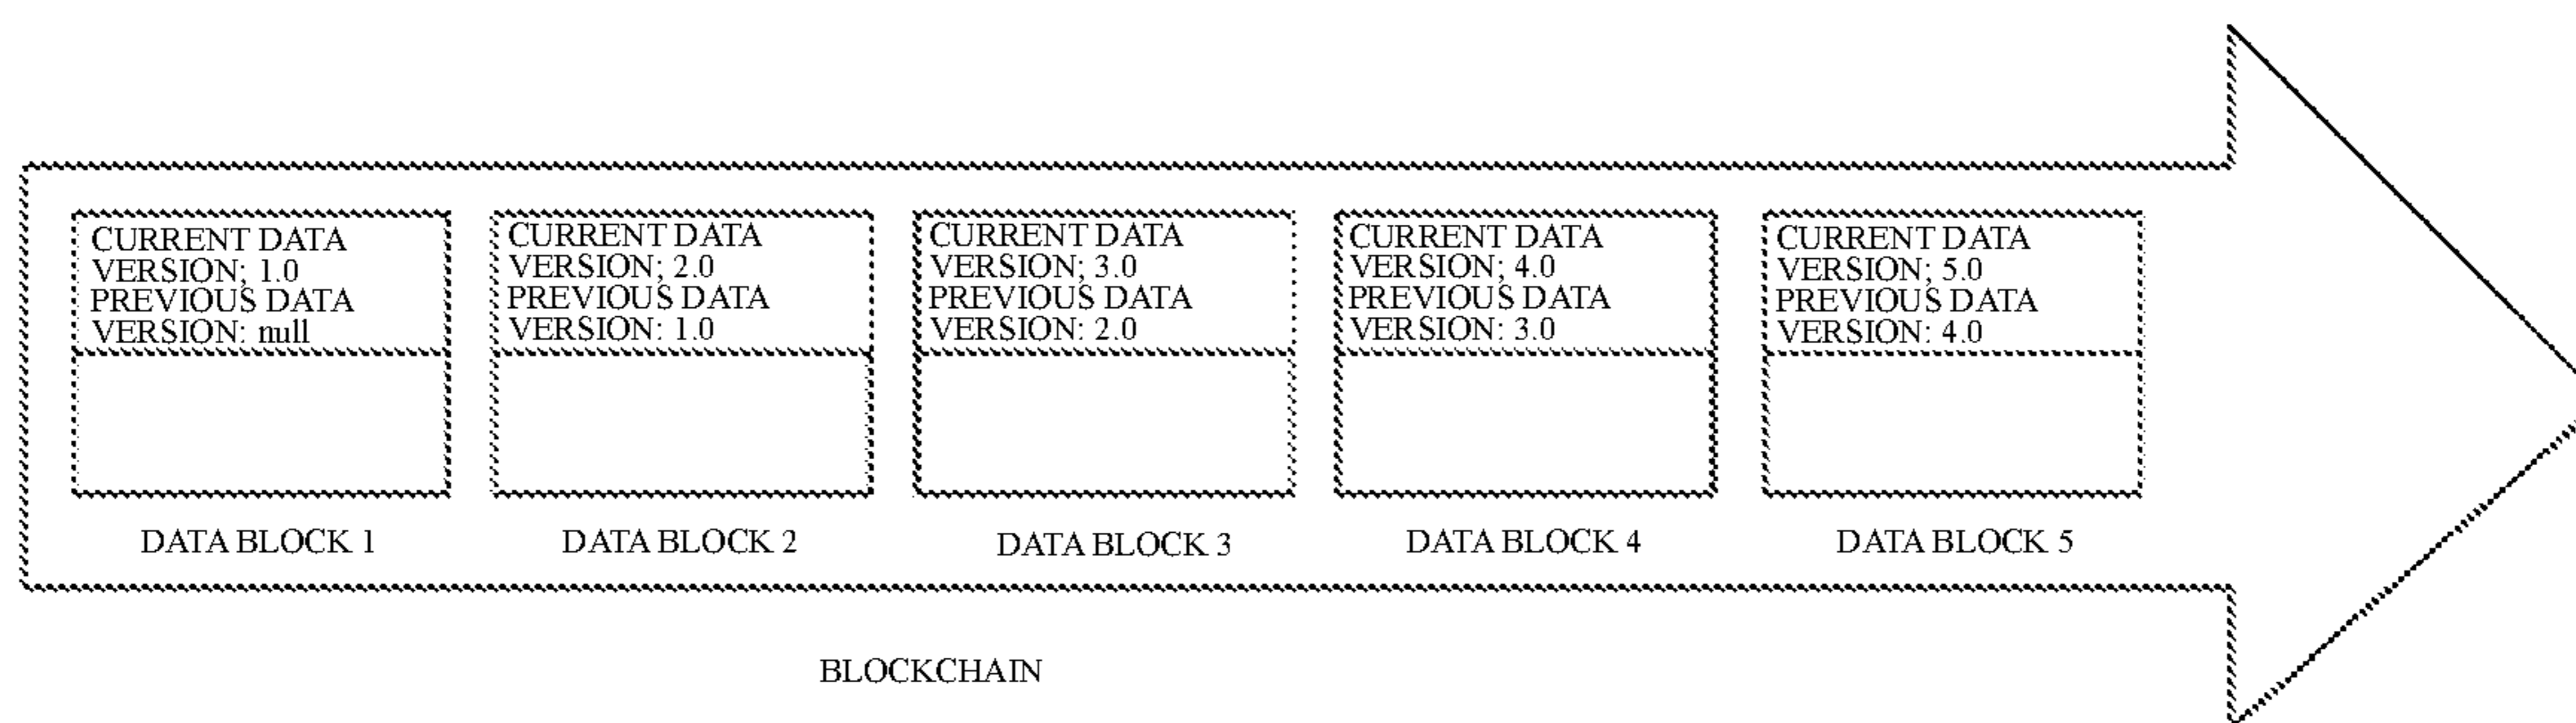 CURRENT DATA
VERSION; 1.0
PREVIOUS DATA
VERSION: null
CURRENT DATA
VERSION; 2.0
PREVIOUS DATA
VERSION: 1.0
CURRENT DATA
VERSION; 3.0
PREVIOUS DATA
VERSION: 2.0
CURRENT DATA
VERSION; 4.0
PREVIOUS DATA
VERSION: 3.0
CURRENT DATA
VERSION; 5.0
PREVIOUS DATA
VERSION: 4.0
DATA BLOCK 1
DATA BLOCK 2
DATA BLOCK 3
DATA BLOCK 4
DATA BLOCK 5
BLOCKCHAIN